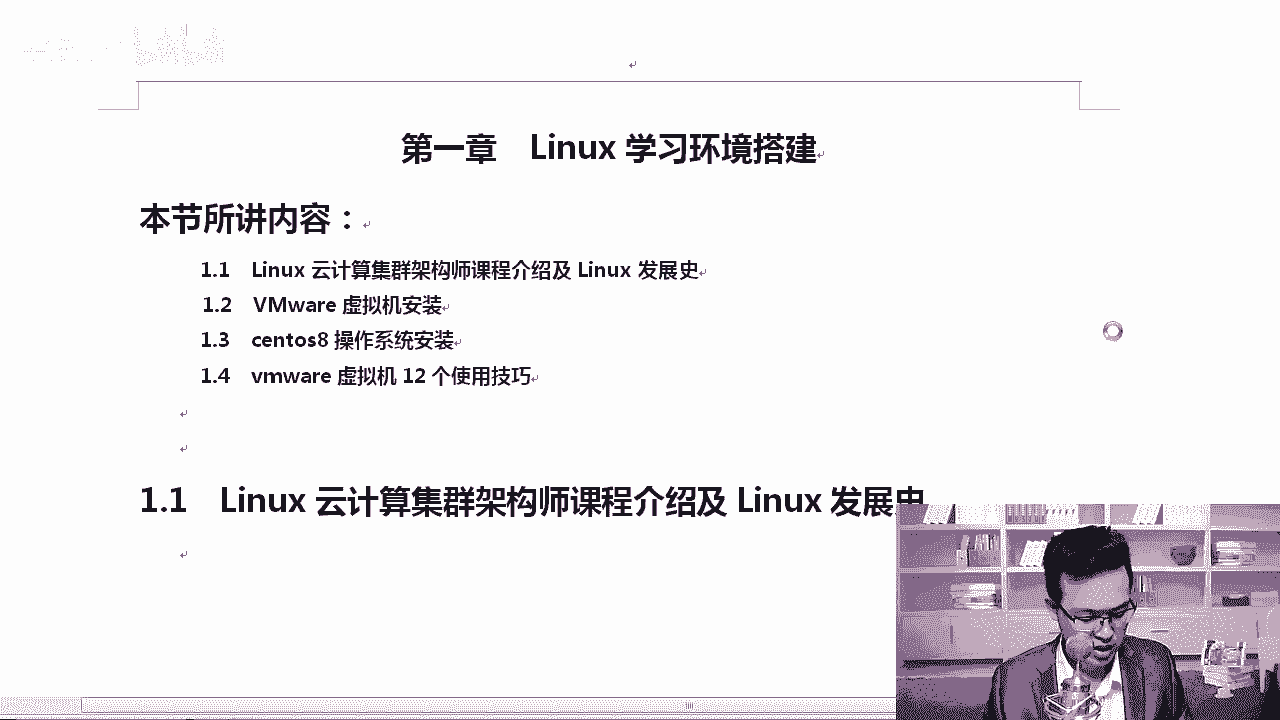 第一章 Linux 学习环境搭建
本节所讲内容：
1.1 Linux 云计算集群架构师课程介绍及 Linux 发展史
1.2 VMware 虚拟机安装
1.3 centos8 操作系统安装
1.4 vmware 虚拟机 12 个使用技巧
1.1 Linux 云计算集群架构师课程介绍及 Linux 发展史